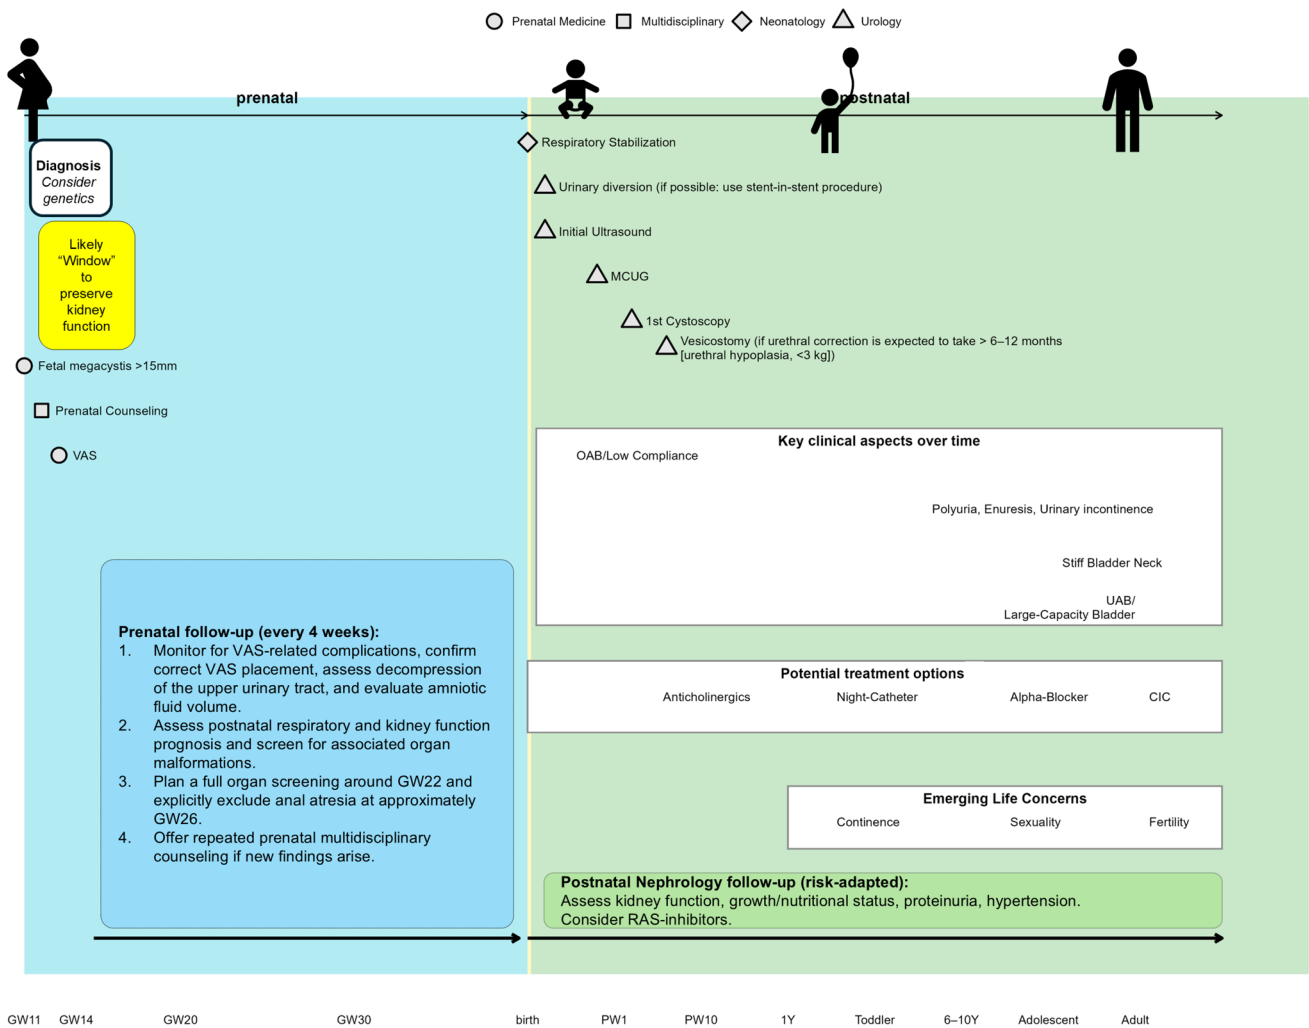 Prenatal Medicine Multidisciplinary Neonatology Urology
prenatal
postnatal
Diagnosis
Consider
genetics
Likely
“Window”
to
preserve
kidney
function
Fetal megacystis >15mm
Prenatal Counseling
VAS
Respiratory Stabilization
Urinary diversion (if possible: use stent-in-stent procedure)
Initial Ultrasound
MCUG
1st Cystoscopy
Vesicostomy (if urethral correction is expected to take > 6–12 months
[urethral hypoplasia, <3 kg])
Prenatal follow-up (every 4 weeks):
1. Monitor for VAS-related complications, confirm
correct VAS placement, assess decompression
of the upper urinary tract, and evaluate amniotic
fluid volume.
2. Assess postnatal respiratory and kidney function
prognosis and screen for associated organ
malformations.
3. Plan a full organ screening around GW22 and
explicitly exclude anal atresia at approximately
GW26.
4. Offer repeated prenatal multidisciplinary
counseling if new findings arise.
Key clinical aspects over time
OAB/Low Compliance
Polyuria, Enuresis, Urinary incontinence
Stiff Bladder Neck
UAB/
Large-Capacity Bladder
Potential treatment options
Anticholinergics Night-Catheter Alpha-Blocker CIC
Emerging Life Concerns
Continence Sexuality Fertility
Postnatal Nephrology follow-up (risk-adapted):
Assess kidney function, growth/nutritional status, proteinuria, hypertension.
Consider RAS-inhibitors.
GW11 GW14 GW20 GW30 birth PW1 PW10 1Y Toddler 6–10Y Adolescent Adult